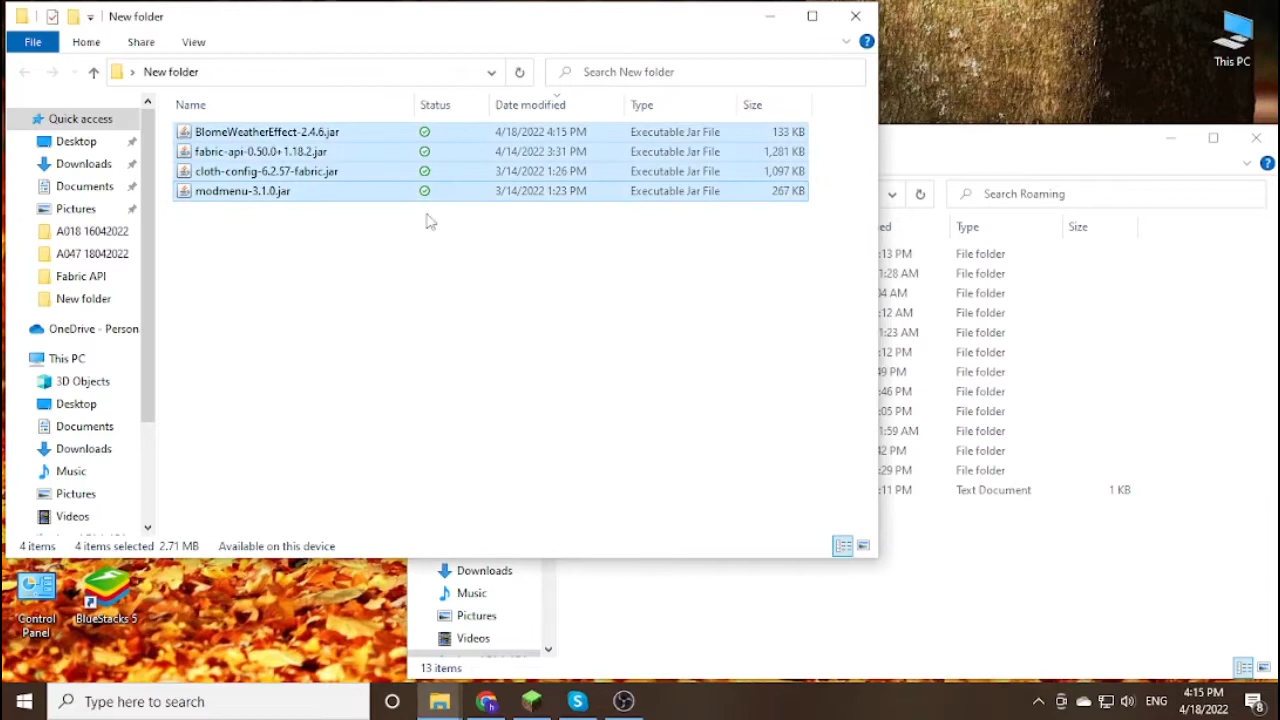 New folder
File Home Share View
New folder
Search New folder
Name Status Date modified Type Size
Quick access
Desktop
Downloads
Documents
Pictures
A018 16042022
A047 18042022
Fabric API
New folder
OneDrive - Person
This PC
3D Objects
Desktop
Documents
Downloads
Music
Pictures
Videos
BlomeWeatherEffect-2.4.6.jar 4/18/2022 4:15 PM Executable Jar File 133 KB
fabric-api-0.50.0+1.18.2.jar 4/14/2022 3:31 PM Executable Jar File 1,281 KB
cloth-config-6.2.57-fabric.jar 3/14/2022 1:26 PM Executable Jar File 1,097 KB
modmenu-3.1.0.jar 3/14/2022 1:23 PM Executable Jar File 267 KB
4 items 4 items selected 2.71 MB Available on this device
This PC
Search Roaming
ed Type Size
:13 PM File folder
1:28 AM File folder
04 AM File folder
:12 AM File folder
1:23 AM File folder
:12 PM File folder
49 PM File folder
:46 PM File folder
:05 PM File folder
1:59 AM File folder
42 PM File folder
:29 PM File folder
:11 PM Text Document 1 KB
Downloads
Music
Pictures
Videos
13 items
Control
Panel
BlueStacks 5
Type here to search
ENG
4:15 PM
4/18/2022
8